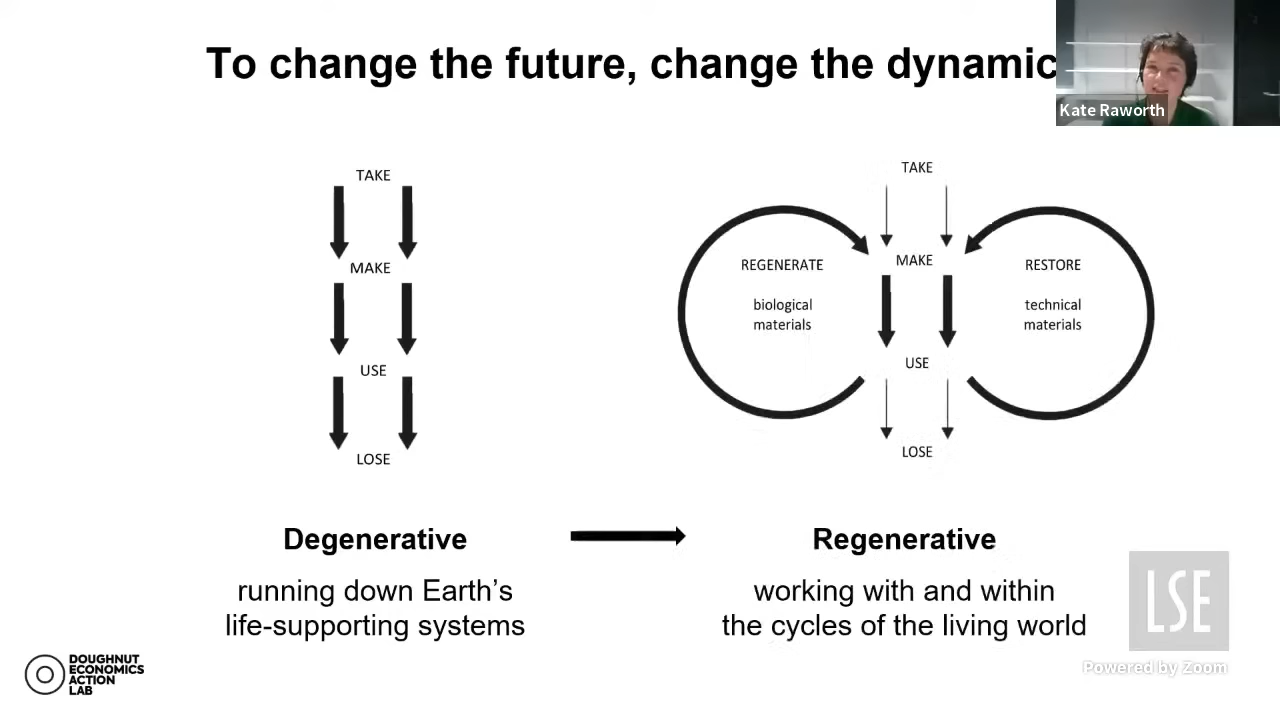 To change the future, change the dynamic
Kate Raworth
TAKE
MAKE
USE
LOSE
TAKE
REGENERATE
biological
materials
MAKE
RESTORE
technical
materials
USE
LOSE
Degenerative
running down Earth's
life-supporting systems
Regenerative
working with and within
the cycles of the living world
LSE
Powered by Zoom
DOUGHNUT
ECONOMICS
ACTION
LAB